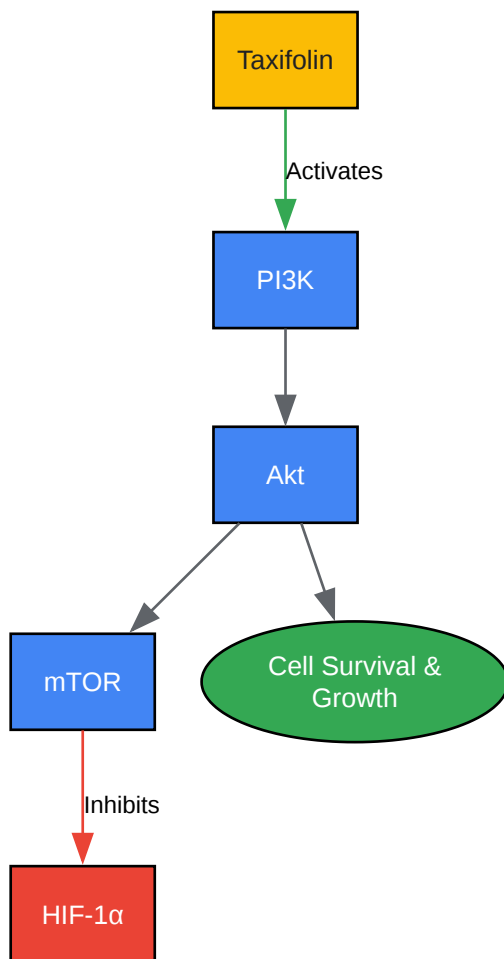 Taxifolin
Activates
PI3K
Akt
mTOR
Cell Survival &
Growth
Inhibits
HIF-1α